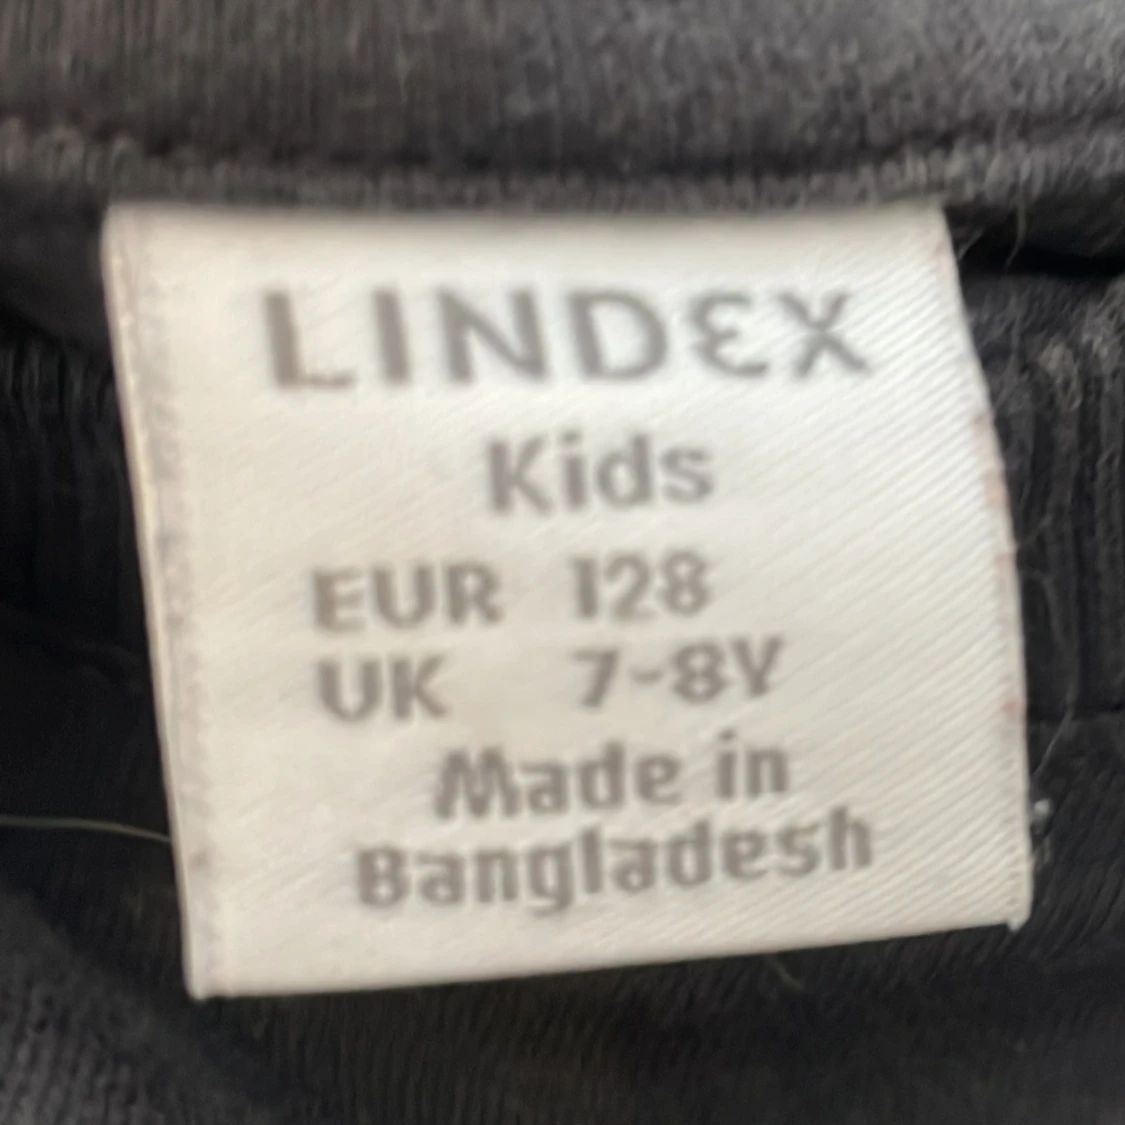 LINDEX
Kids
EUR 128
UK 7-8Y
Made in
Bangladesh